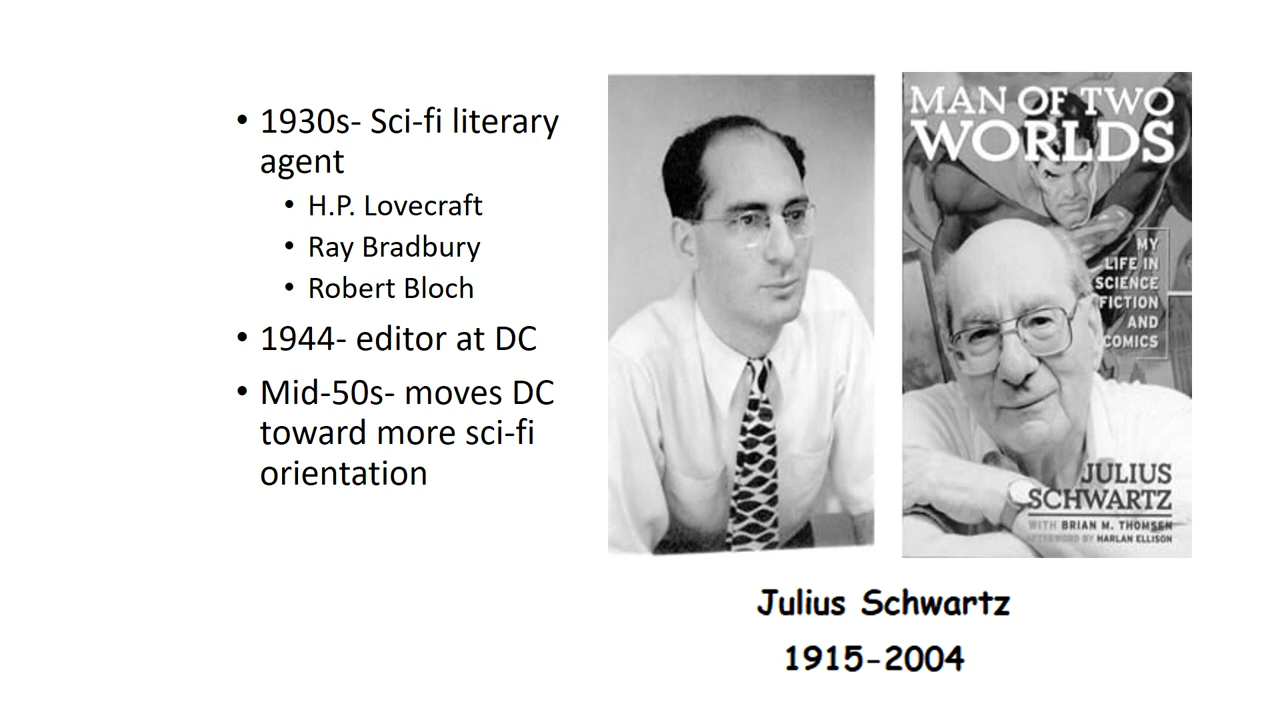 • 1930s- Sci-fi literary
agent
• H.P. Lovecraft
• Ray Bradbury
• Robert Bloch
• 1944- editor at DC
• Mid-50s- moves DC
toward more sci-fi
orientation
MAN OF TWO
WORLDS
MY
LIFE IN
SCIENCE
FICTION
AND
COMICS
JULIUS
SCHWARTZ
WITH BRIAN M. THOMSEN
AFTERWORD BY HARLAN ELLISON
Julius Schwartz
1915-2004